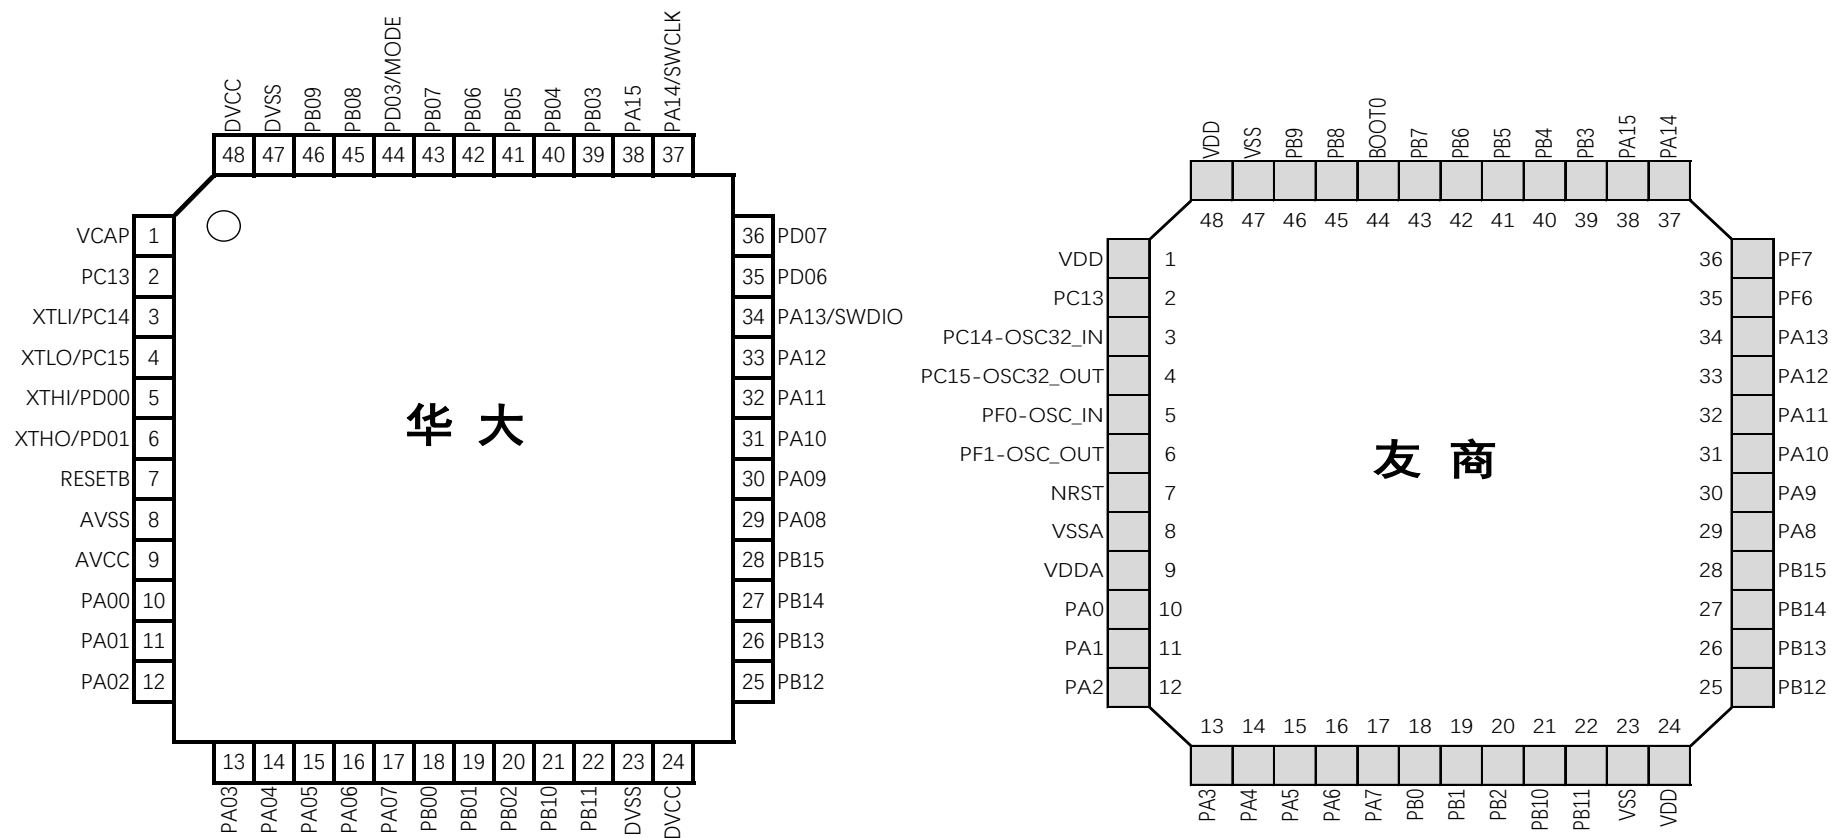 DVCC
DVSS
PB09
PB08
PD03/MODE
PB07
PB06
PB05
PB04
PB03
PA15
PA14/SWCLK
48 47 46 45 44 43 42 41 40 39 38 37
VCAP 1
PC13 2
XTLI/PC14 3
XTLO/PC15 4
XTHI/PD00 5
XTHO/PD01 6
RESETB 7
AVSS 8
AVCC 9
PA00 10
PA01 11
PA02 12
华大
36 PD07
35 PD06
34 PA13/SWDIO
33 PA12
32 PA11
31 PA10
30 PA09
29 PA08
28 PB15
27 PB14
26 PB13
25 PB12
13 14 15 16 17 18 19 20 21 22 23 24
PA03
PA04
PA05
PA06
PA07
PB00
PB01
PB02
PB10
PB11
DVSS
DVCC
VDD
VSS
PB9
PB8
BOOT0
PB7
PB6
PB5
PB4
PB3
PA15
PA14
48 47 46 45 44 43 42 41 40 39 38 37
VDD 1
PC13 2
PC14-OSC32_IN 3
PC15-OSC32_OUT 4
PF0-OSC_IN 5
PF1-OSC_OUT 6
NRST 7
VSSA 8
VDDA 9
PA0 10
PA1 11
PA2 12
友商
36 PF7
35 PF6
34 PA13
33 PA12
32 PA11
31 PA10
30 PA9
29 PA8
28 PB15
27 PB14
26 PB13
25 PB12
13 14 15 16 17 18 19 20 21 22 23 24
PA3
PA4
PA5
PA6
PA7
PB0
PB1
PB2
PB10
PB11
VSS
VDD